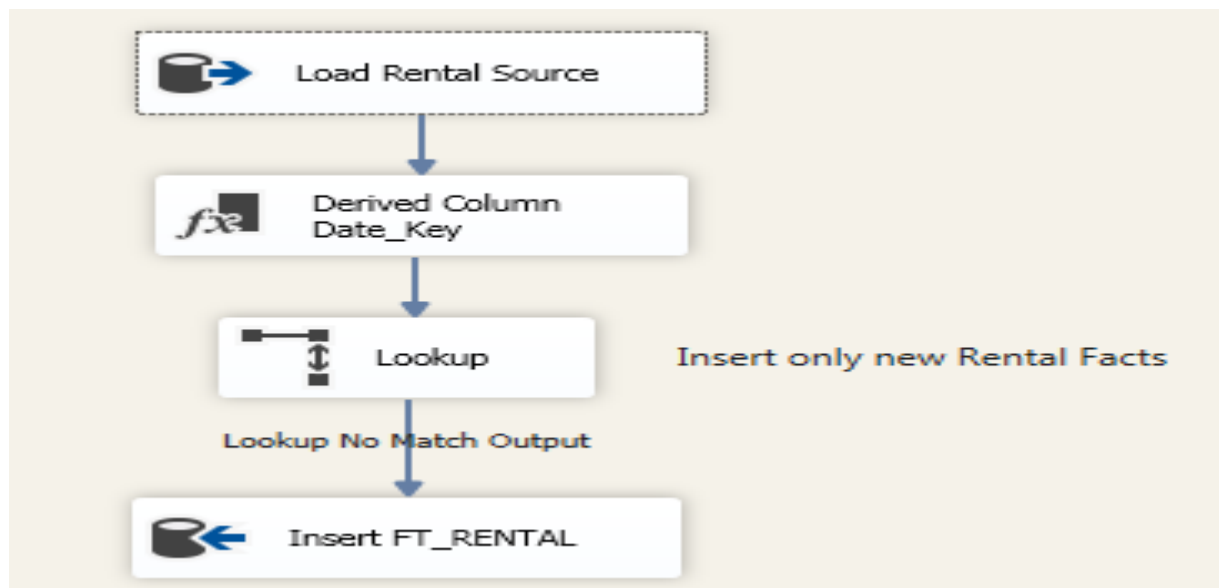 Load Rental Source
Derived Column
Date_Key
Lookup
Insert only new Rental Facts
Lookup No Match Output
Insert FT_RENTAL